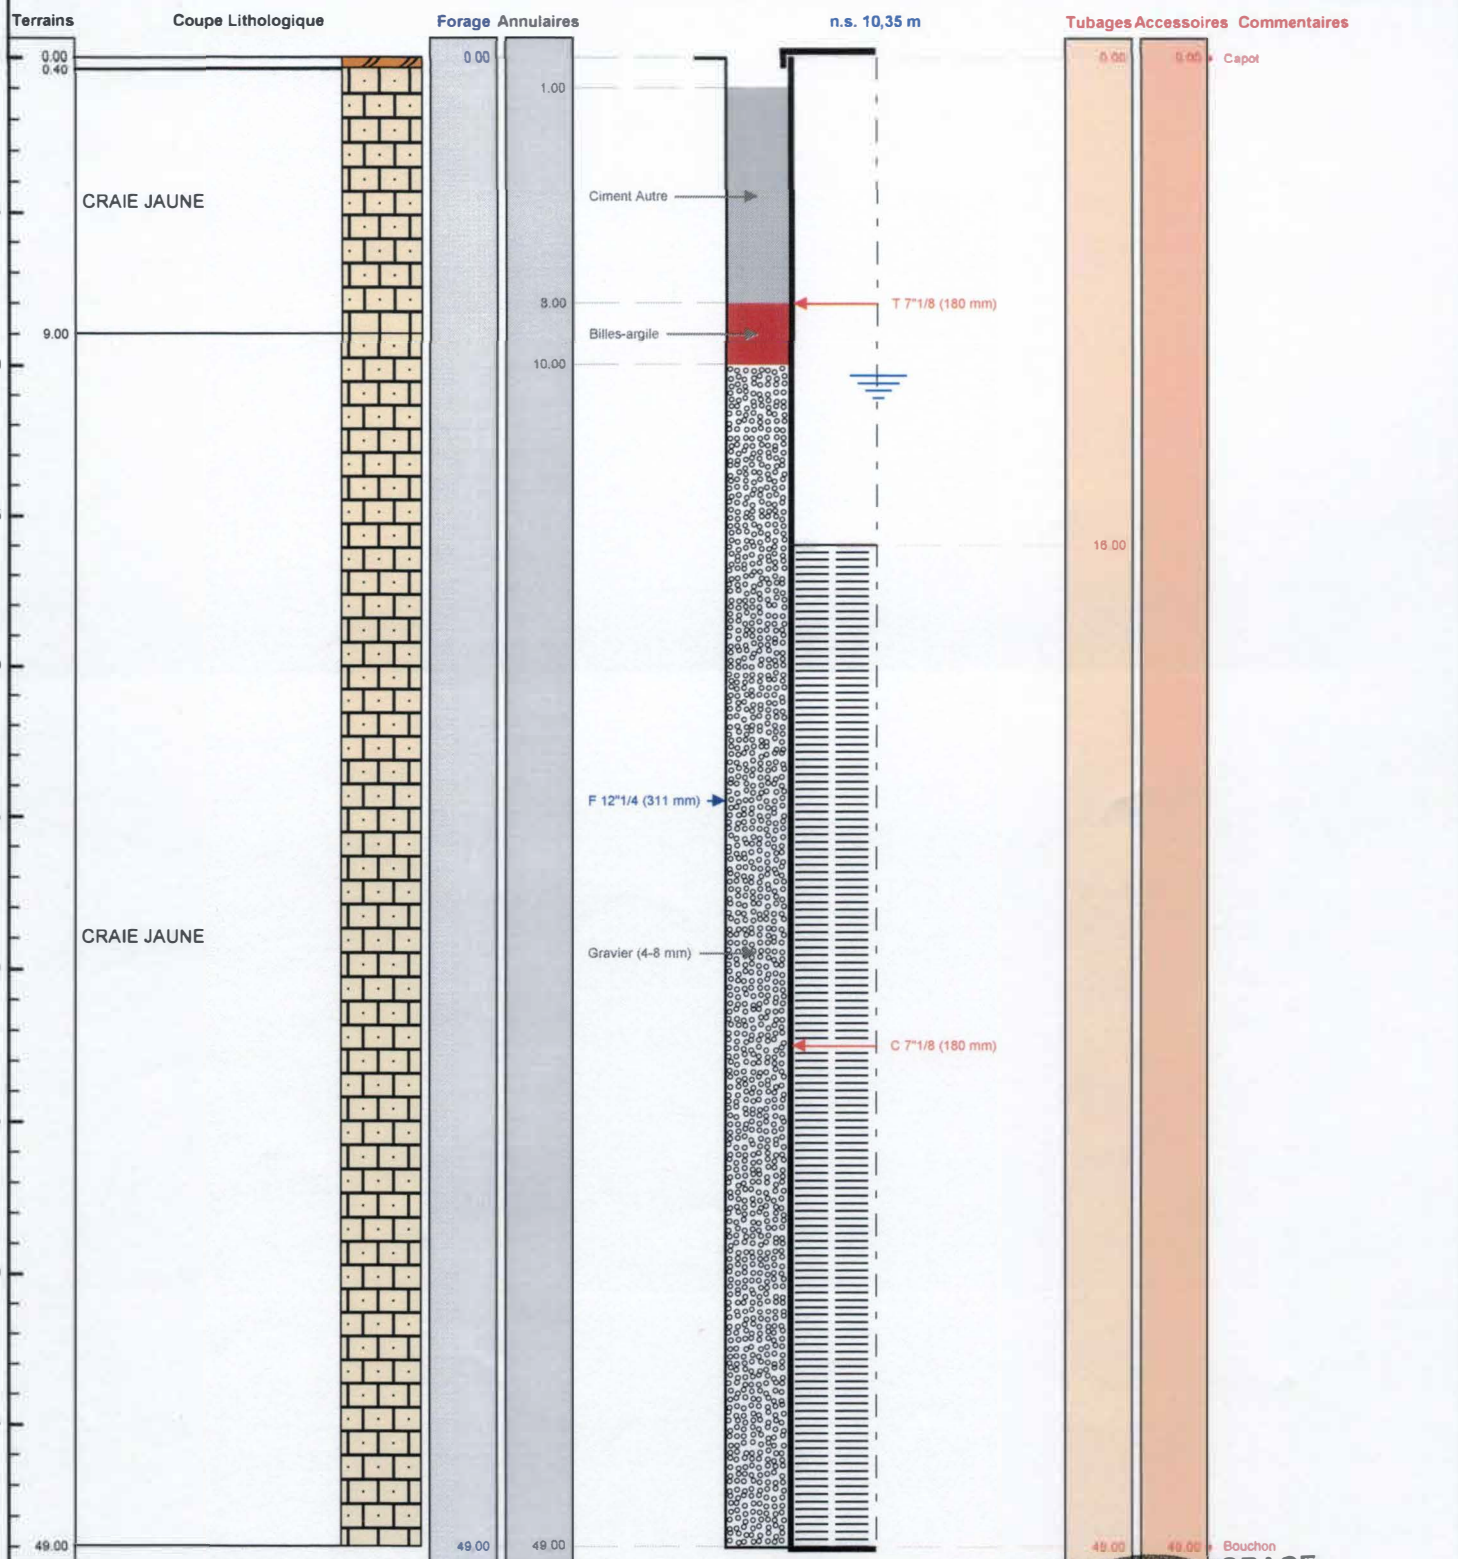 Terrains Coupe Lithologique Forage Annulaires n.s. 10,35 m Tubages Accessoires Commentaires
0.00 0.00 0.00 0.00 Capot
0.40
1.00
Ciment Autre
CRAIE JAUNE
8.00 T 7"1/8 (180 mm)
9.00 Billes-argile
10.00
16.00
F 12"1/4 (311 mm)
CRAIE JAUNE
Gravier (4-8 mm)
C 7"1/8 (180 mm)
49.00 49.00 49.00 49.00 49.00 Bouchon